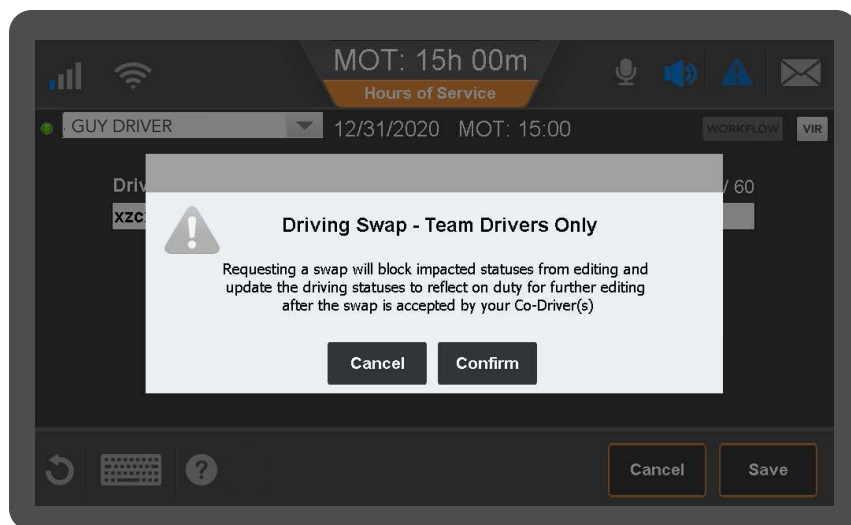 MOT: 15h 00m
Hours of Service
GUY DRIVER
12/31/2020 MOT: 15:00
WORKFLOW
VIR
Driv
/ 60
xzc
Driving Swap - Team Drivers Only
Requesting a swap will block impacted statuses from editing and
update the driving statuses to reflect on duty for further editing
after the swap is accepted by your Co-Driver(s)
Cancel Confirm
Cancel Save